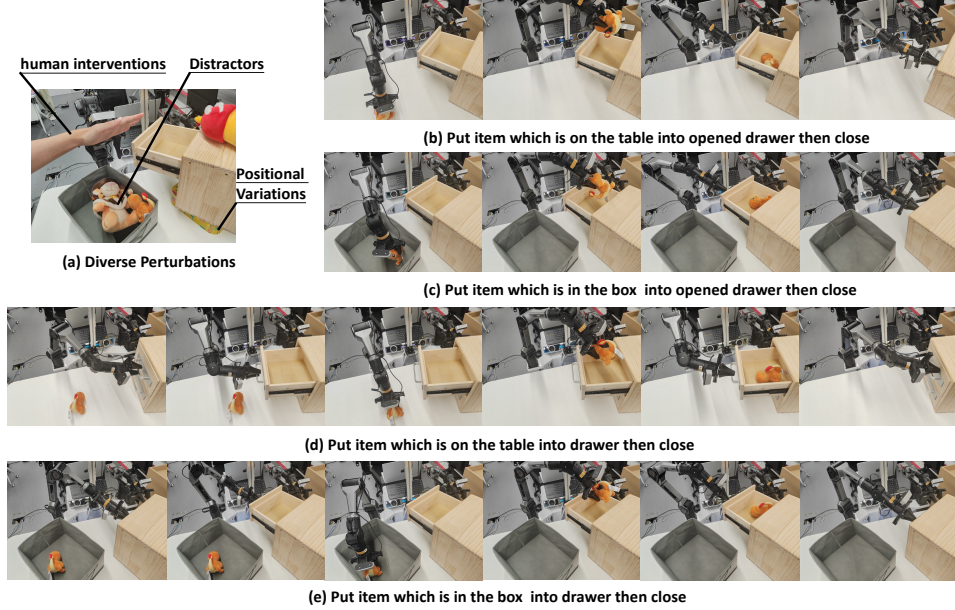 human interventions
Distractors
Positional
Variations
(a) Diverse Perturbations
(b) Put item which is on the table into opened drawer then close
(c) Put item which is in the box into opened drawer then close
(d) Put item which is on the table into drawer then close
(e) Put item which is in the box into drawer then close